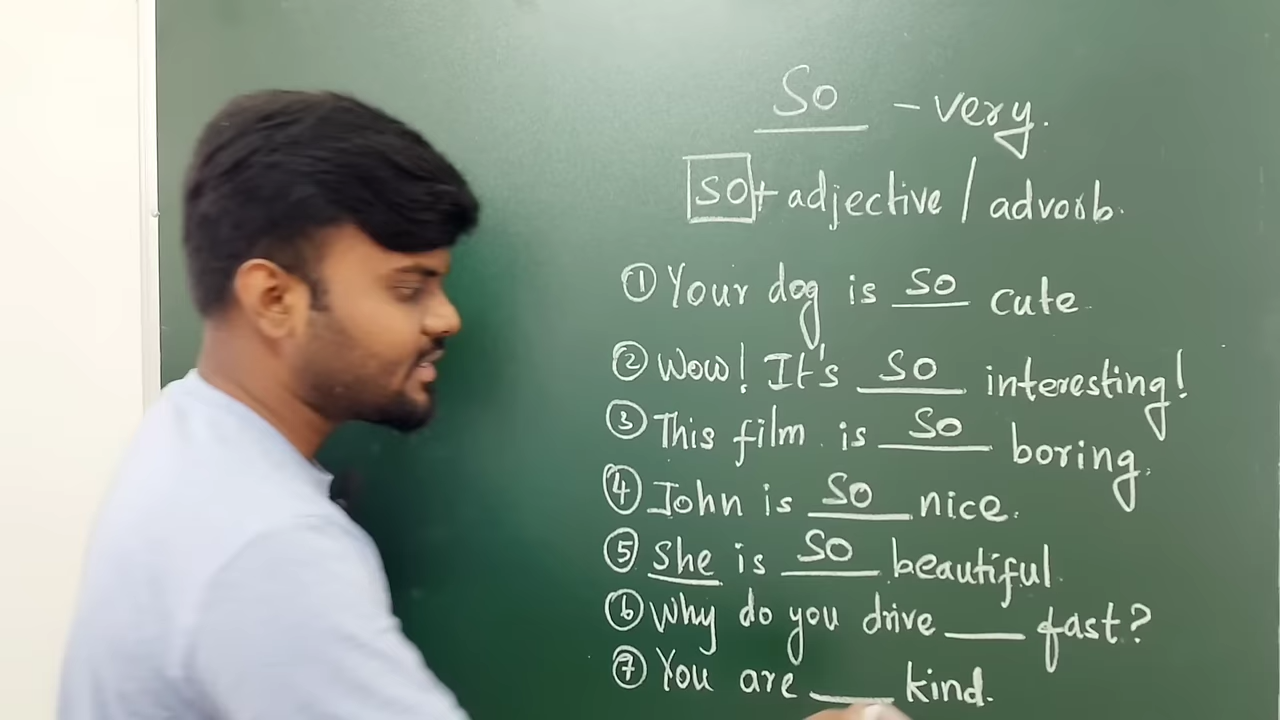 So - very.
so + adjective / adverb.
① Your dog is so cute.
② Wow! It's so interesting!
③ This film is so boring.
④ John is so nice.
⑤ She is so beautiful.
⑥ Why do you drive ___ fast?
⑦ You are ___ kind.